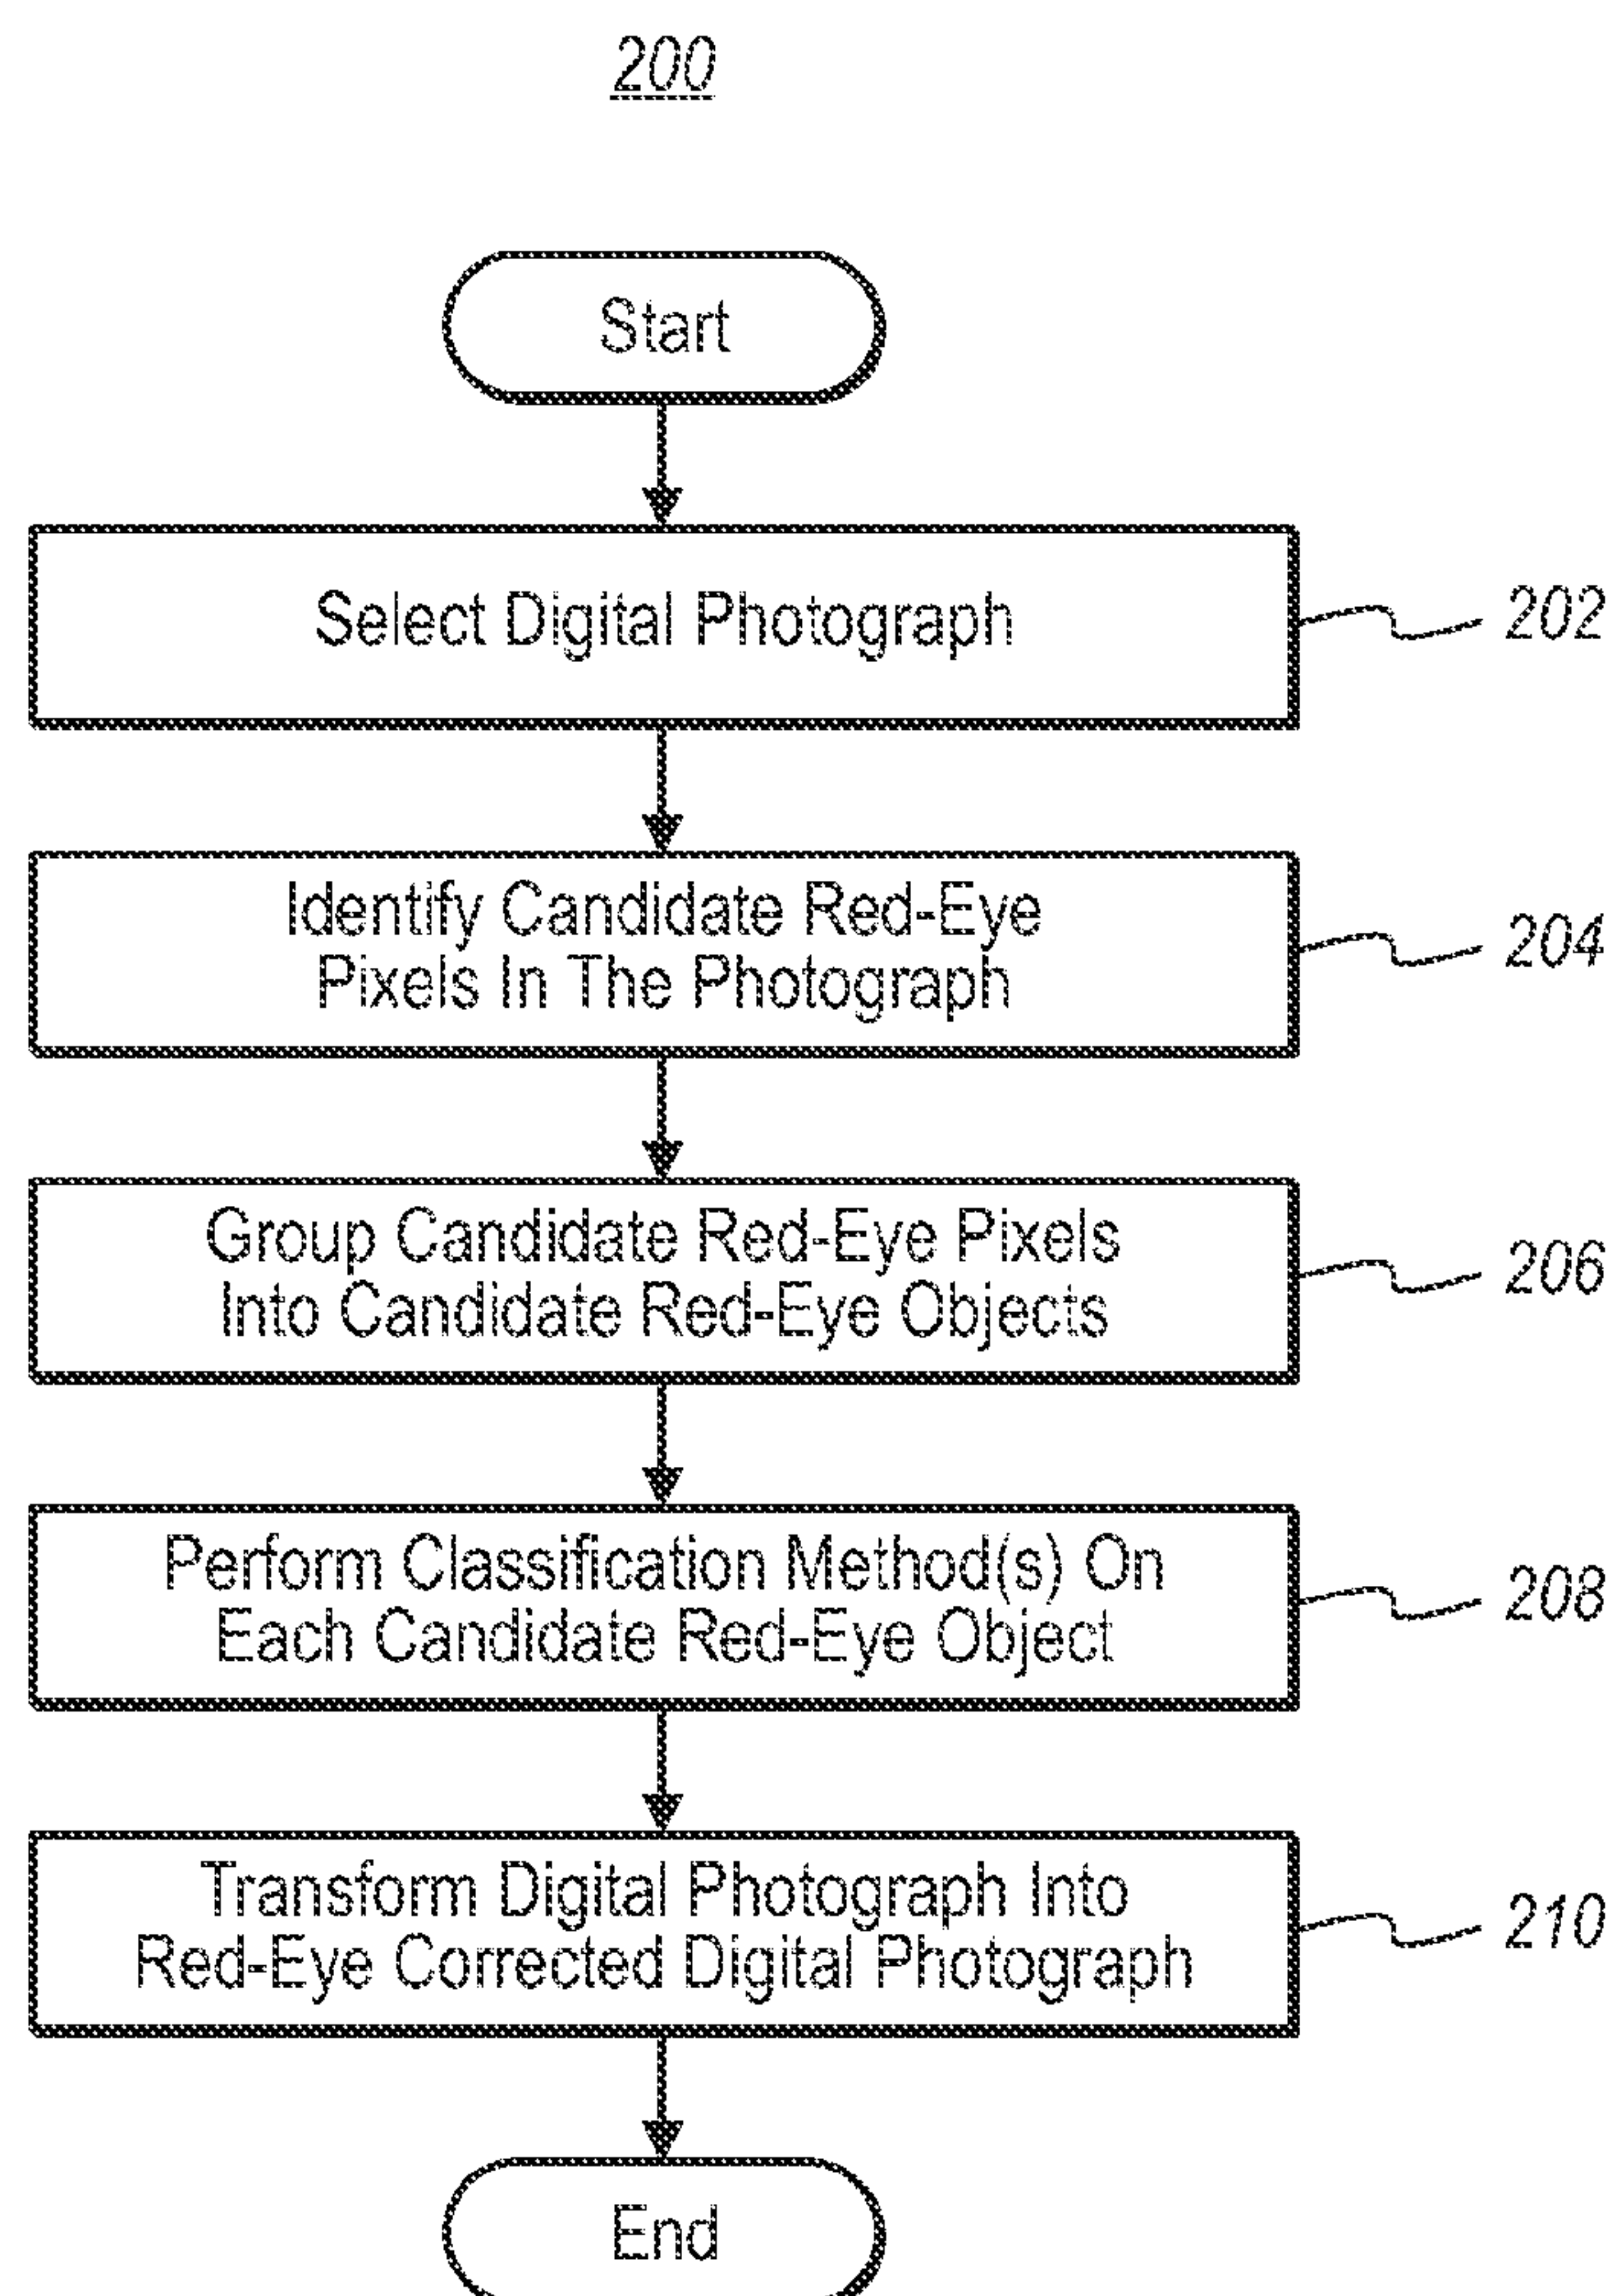 200
Start
Select Digital Photograph
202
Identify Candidate Red-Eye
Pixels In The Photograph
204
Group Candidate Red-Eye Pixels
Into Candidate Red-Eye Objects
206
Perform Classification Method(s) On
Each Candidate Red-Eye Object
208
Transform Digital Photograph Into
Red-Eye Corrected Digital Photograph
210
End